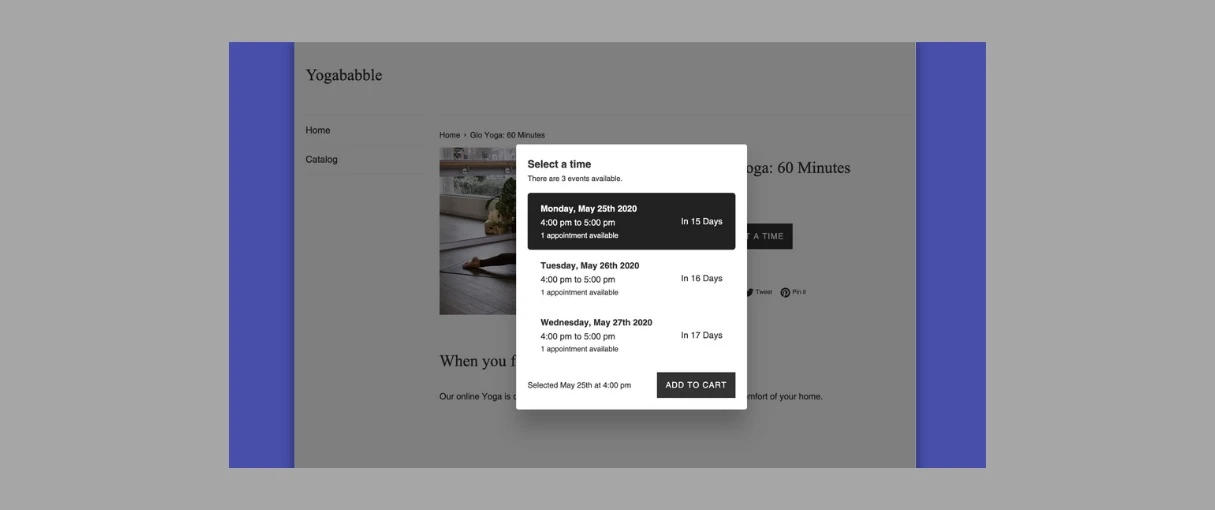 Yogababble
Home
Catalog
Home › Glo Yoga: 60 Minutes
Yoga: 60 Minutes
T A TIME
Tweet
Pin it
Select a time
There are 3 events available.
Monday, May 25th 2020
4:00 pm to 5:00 pm
In 15 Days
1 appointment available
Tuesday, May 26th 2020
4:00 pm to 5:00 pm
In 16 Days
1 appointment available
Wednesday, May 27th 2020
4:00 pm to 5:00 pm
In 17 Days
1 appointment available
Selected May 25th at 4:00 pm
ADD TO CART
When you f
Our online Yoga is
mfort of your home.